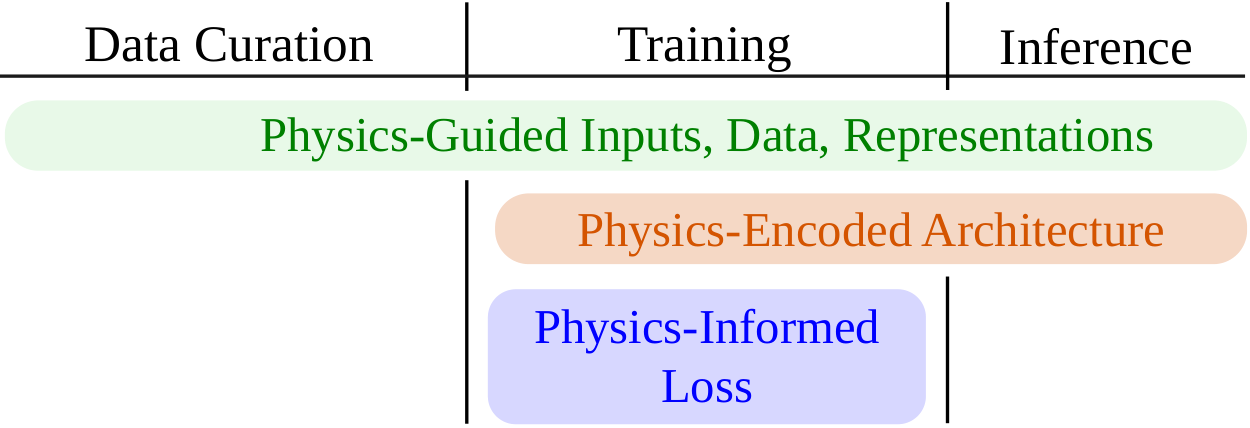 Data Curation
Training
Inference
Physics-Guided Inputs, Data, Representations
Physics-Encoded Architecture
Physics-Informed
Loss